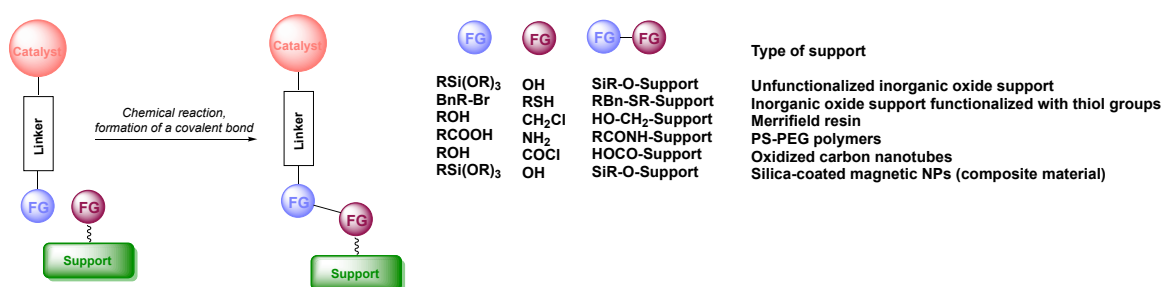 Catalyst
Linker
FG
FG
Support
Chemical reaction,
formation of a covalent bond
Catalyst
Linker
FG
FG
Support
FG FG FG FG Type of support
RSi(OR)₃ OH SiR-O-Support Unfunctionalized inorganic oxide support
BnR-Br RSH RBn-SR-Support Inorganic oxide support functionalized with thiol groups
ROH CH₂Cl HO-CH₂-Support Merrifield resin
RCOOH NH₂ RCONH-Support PS-PEG polymers
ROH COCl HOCO-Support Oxidized carbon nanotubes
RSi(OR)₃ OH SiR-O-Support Silica-coated magnetic NPs (composite material)